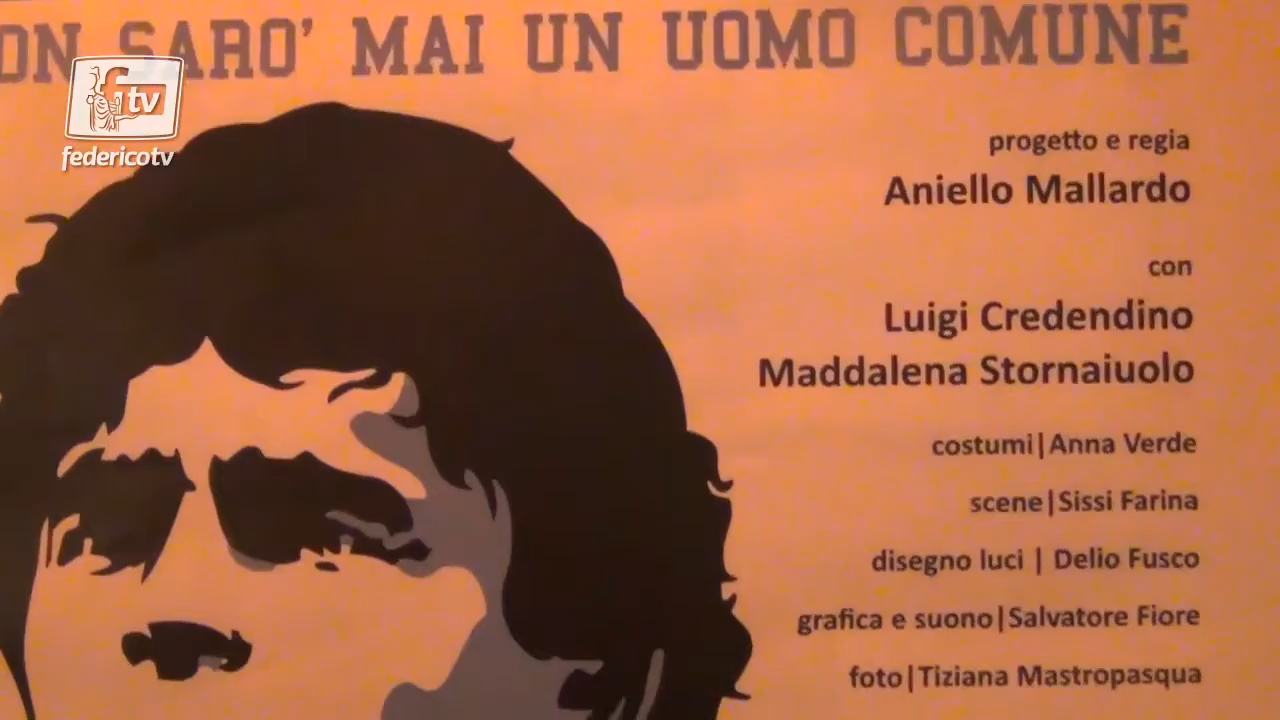 ON SARO' MAI UN UOMO COMUNE
f tv
federicotv
progetto e regia
Aniello Mallardo
con
Luigi Credendino
Maddalena Stornaiuolo
costumi|Anna Verde
scene|Sissi Farina
disegno luci | Delio Fusco
grafica e suono|Salvatore Fiore
foto|Tiziana Mastropasqua